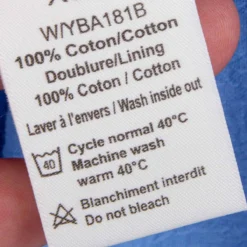 WYBA181B
100% Coton/Cotton
Doublure/Lining
100% Coton / Cotton
Laver à l'envers / Wash inside out
40
Cycle normal 40°C
Machine wash
warm 40°C
Blanchiment interdit
Do not bleach